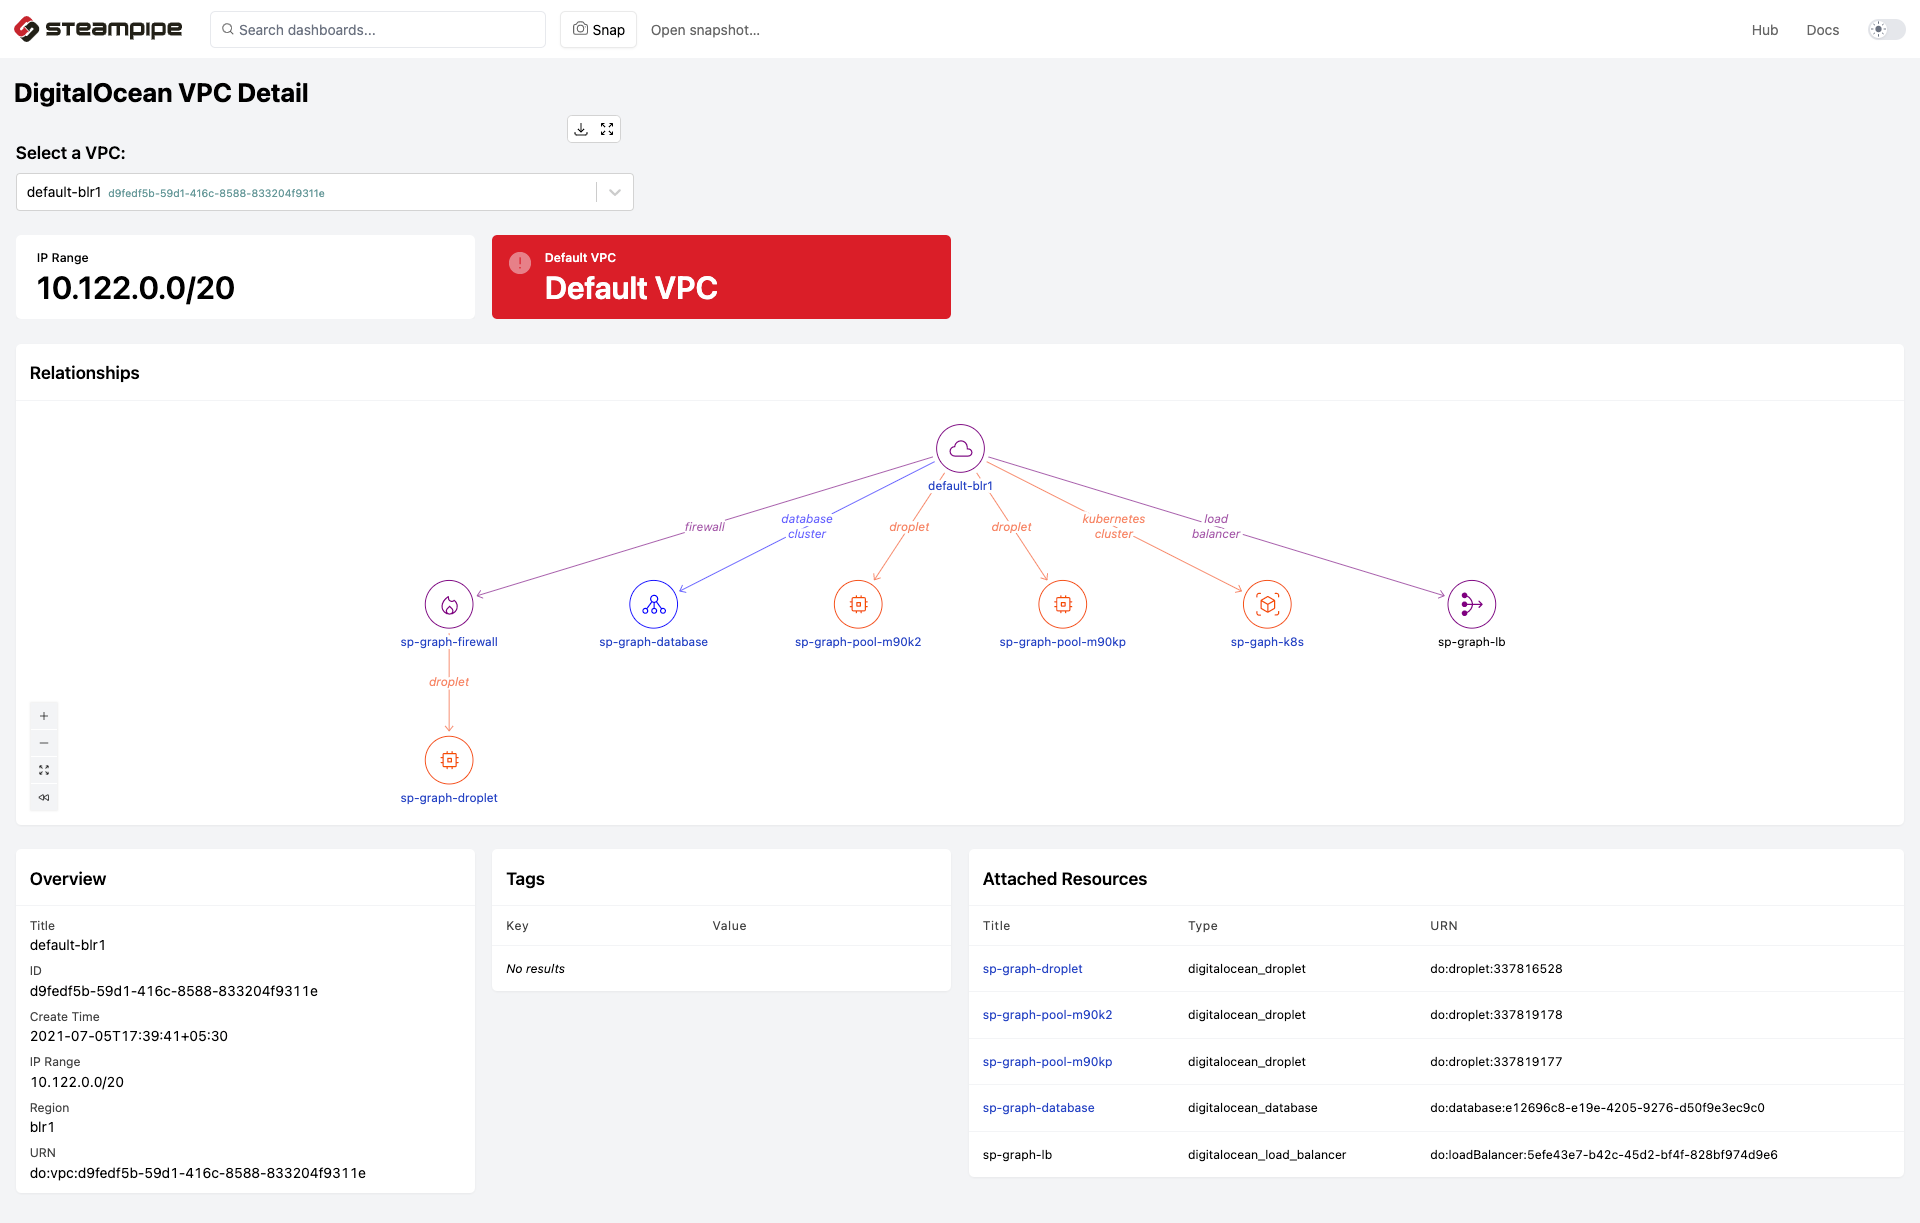 steampipe
Search dashboards...
Snap
Open snapshot...
Hub
Docs
DigitalOcean VPC Detail
Select a VPC:
default-blr1 d9fedf5b-59d1-416c-8588-833204f9311e
IP Range
10.122.0.0/20
Default VPC
Default VPC
Relationships
default-blr1
firewall
database
cluster
droplet
droplet
kubernetes
cluster
load
balancer
sp-graph-firewall
sp-graph-database
sp-graph-pool-m90k2
sp-graph-pool-m90kp
sp-gaph-k8s
sp-graph-lb
droplet
sp-graph-droplet
Overview
Title
default-blr1
ID
d9fedf5b-59d1-416c-8588-833204f9311e
Create Time
2021-07-05T17:39:41+05:30
IP Range
10.122.0.0/20
Region
blr1
URN
do:vpc:d9fedf5b-59d1-416c-8588-833204f9311e
Tags
Key Value
No results
Attached Resources
Title Type URN
sp-graph-droplet digitalocean_droplet do:droplet:337816528
sp-graph-pool-m90k2 digitalocean_droplet do:droplet:337819178
sp-graph-pool-m90kp digitalocean_droplet do:droplet:337819177
sp-graph-database digitalocean_database do:database:e12696c8-e19e-4205-9276-d50f9e3ec9c0
sp-graph-lb digitalocean_load_balancer do:loadBalancer:5efe43e7-b42c-45d2-bf4f-828bf974d9e6